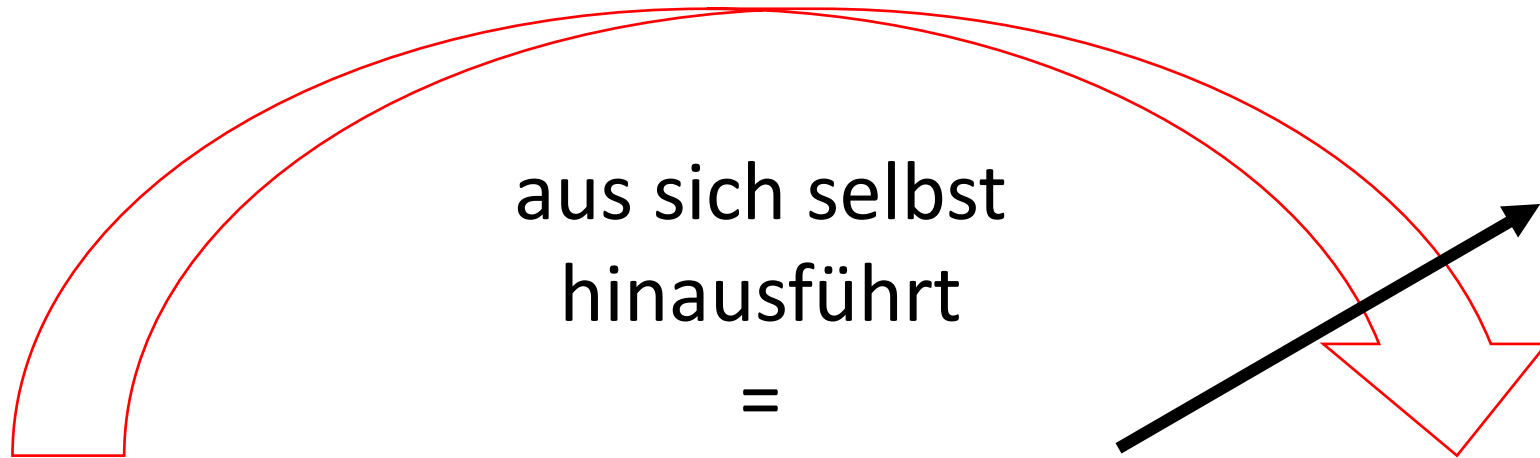 aus sich selbst
hinausführt
=